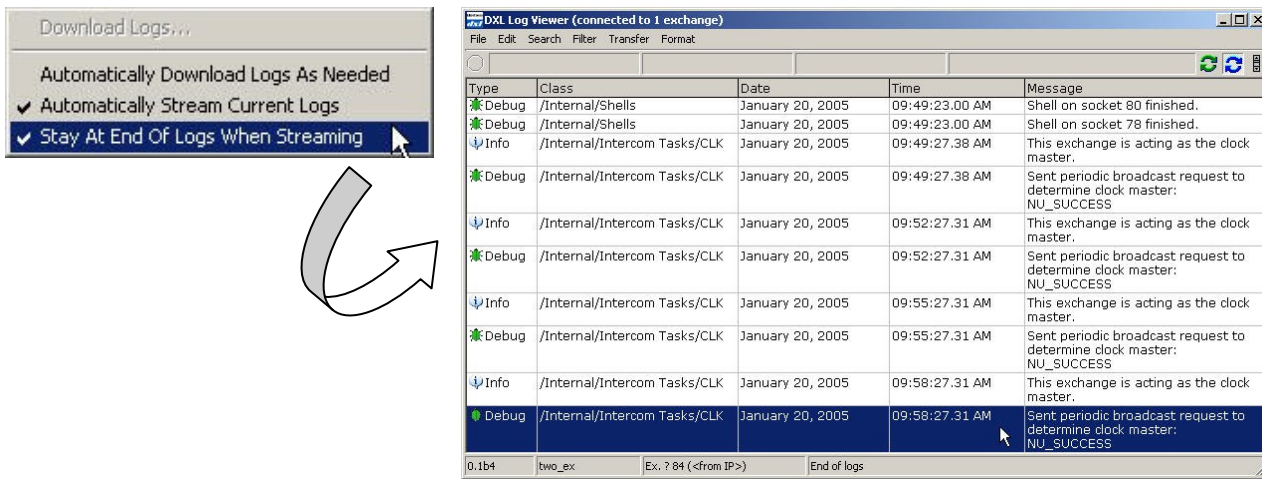 Download Logs...
Automatically Download Logs As Needed
Automatically Stream Current Logs
Stay At End Of Logs When Streaming
DXL Log Viewer (connected to 1 exchange)
File Edit Search Filter Transfer Format
Type Class Date Time Message
Debug /Internal/Shells January 20, 2005 09:49:23.00 AM Shell on socket 80 finished.
Debug /Internal/Shells January 20, 2005 09:49:23.00 AM Shell on socket 78 finished.
Info /Internal/Intercom Tasks/CLK January 20, 2005 09:49:27.38 AM This exchange is acting as the clock
master.
Debug /Internal/Intercom Tasks/CLK January 20, 2005 09:49:27.38 AM Sent periodic broadcast request to
determine clock master:
NU_SUCCESS
Info /Internal/Intercom Tasks/CLK January 20, 2005 09:52:27.31 AM This exchange is acting as the clock
master.
Debug /Internal/Intercom Tasks/CLK January 20, 2005 09:52:27.31 AM Sent periodic broadcast request to
determine clock master:
NU_SUCCESS
Info /Internal/Intercom Tasks/CLK January 20, 2005 09:55:27.31 AM This exchange is acting as the clock
master.
Debug /Internal/Intercom Tasks/CLK January 20, 2005 09:55:27.31 AM Sent periodic broadcast request to
determine clock master:
NU_SUCCESS
Info /Internal/Intercom Tasks/CLK January 20, 2005 09:58:27.31 AM This exchange is acting as the clock
master.
Debug /Internal/Intercom Tasks/CLK January 20, 2005 09:58:27.31 AM Sent periodic broadcast request to
determine clock master:
NU_SUCCESS
0.1b4 two_ex Ex. ? 84 (<from IP>) End of logs